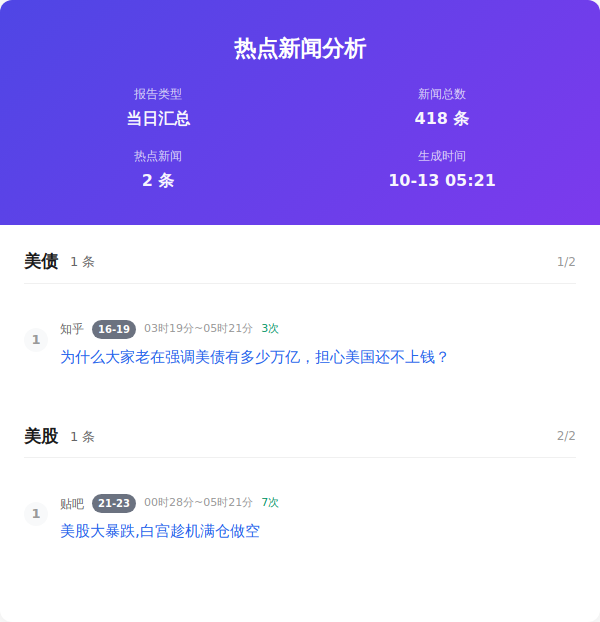 热点新闻分析
报告类型
新闻总数
当日汇总
418 条
热点新闻
生成时间
2 条
10-13 05:21
美债 1 条 1/2
1 知乎 16-19 03时19分~05时21分 3次
为什么大家老在强调美债有多少万亿，担心美国还不上钱？
美股 1 条 2/2
1 贴吧 21-23 00时28分~05时21分 7次
美股大暴跌,白宫趁机满仓做空